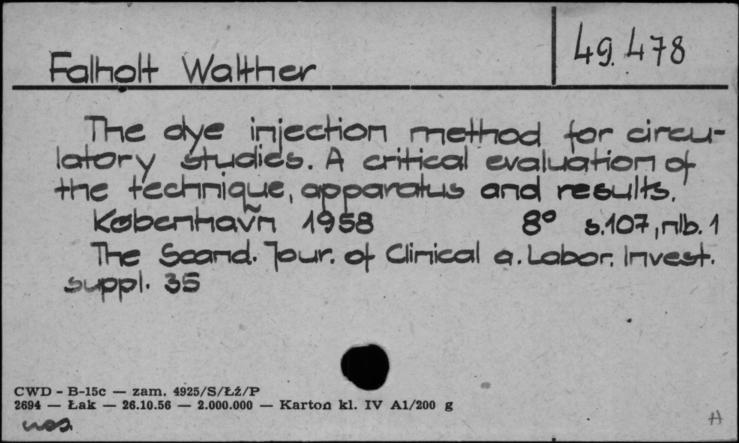 Falholt Walther
49.478
The dye injection method for circu-
latory studies. A critical evaluation of
the technique, apparatus and results.
København 1958 8° s.107, nlb. 1
The Scand. Jour. of Clinical a. Labor. Invest.
suppl. 35
CWD - B-15c — zam. 4925/S/Łź/P
2694 — Łak — 26.10.56 — 2.000.000 — Karton kl. IV A1/200 g